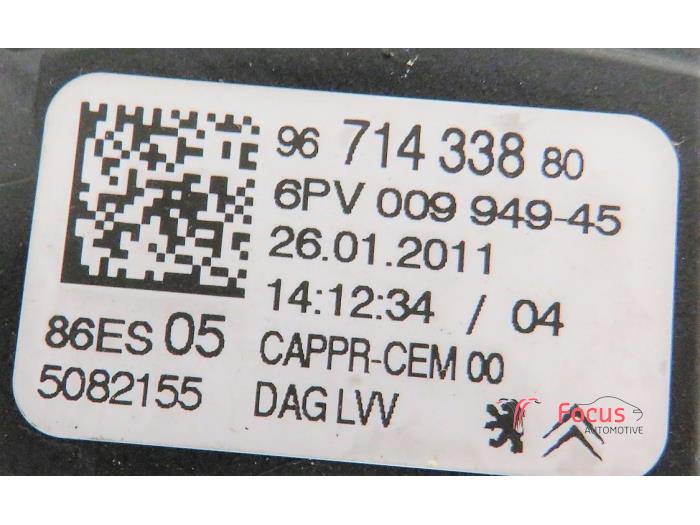 96 714 338 80
6PV 009 949-45
26.01.2011
14:12:34 / 04
86ES 05 CAPPR-CEM 00
5082155 DAG LVV
Focus
AUTOMOTIVE